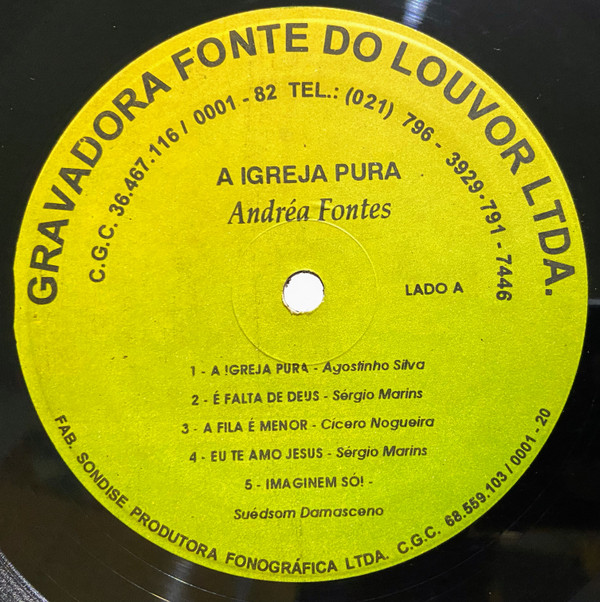 GRAVADORA FONTE DO LOUVOR LTDA.
C.G.C. 36.467.116 / 0001 - 82 TEL.: (021) 796 - 3929-791 - 7446
A IGREJA PURA
Andréa Fontes
LADO A
1 - A IGREJA PURA - Agostinho Silva
2 - É FALTA DE DEUS - Sérgio Marins
3 - A FILA É MENOR - Cícero Nogueira
4 - EU TE AMO JESUS - Sérgio Marins
5 - IMAGINEM SÓ! -
Suédsom Damasceno
FAB. SONDISE PRODUTORA FONOGRÁFICA LTDA. C.G.C. 68.559.103 / 0001 - 20